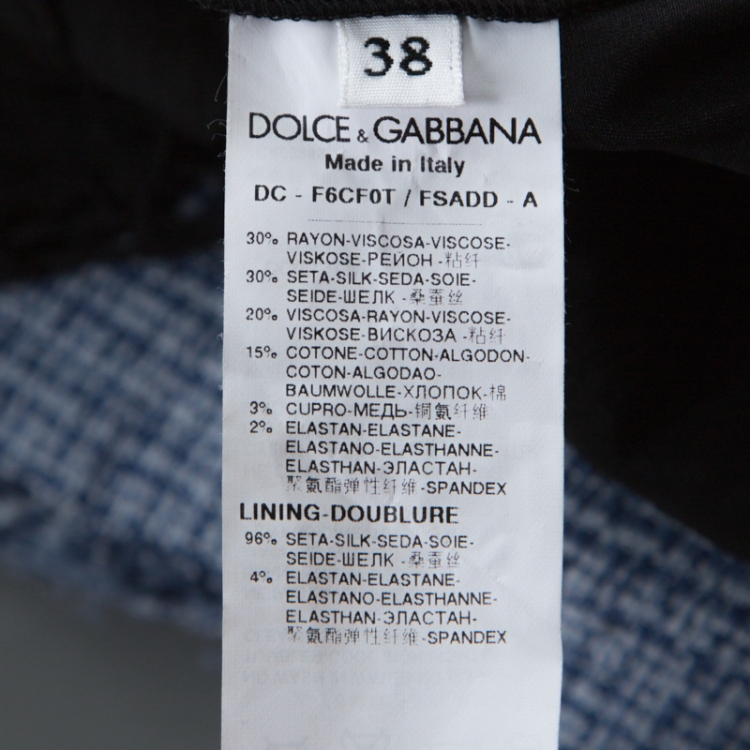 38
DOLCE & GABBANA
Made in Italy
DC - F6CF0T / FSADD - A
30% RAYON-VISCOSA-VISCOSE-
VISKOSE-РЕЙОН-粘纤
30% SETA-SILK-SEDA-SOIE-
SEIDE-ШЕЛК-桑蚕丝
20% VISCOSA-RAYON-VISCOSE-
VISKOSE-ВИСКОЗА-粘纤
15% COTONE-COTTON-ALGODON-
COTON-ALGODAO-
BAUMWOLLE-ХЛОПОК-棉
3% CUPRO-МЕДЬ-铜氨纤维
2% ELASTAN-ELASTANE-
ELASTANO-ELASTHANNE-
ELASTHAN-ЭЛАСТАН-
聚氨酯弹性纤维-SPANDEX
LINING-DOUBLURE
96% SETA-SILK-SEDA-SOIE-
SEIDE-ШЕЛК-桑蚕丝
4% ELASTAN-ELASTANE-
ELASTANO-ELASTHANNE-
ELASTHAN-ЭЛАСТАН-
聚氨酯弹性纤维-SPANDEX